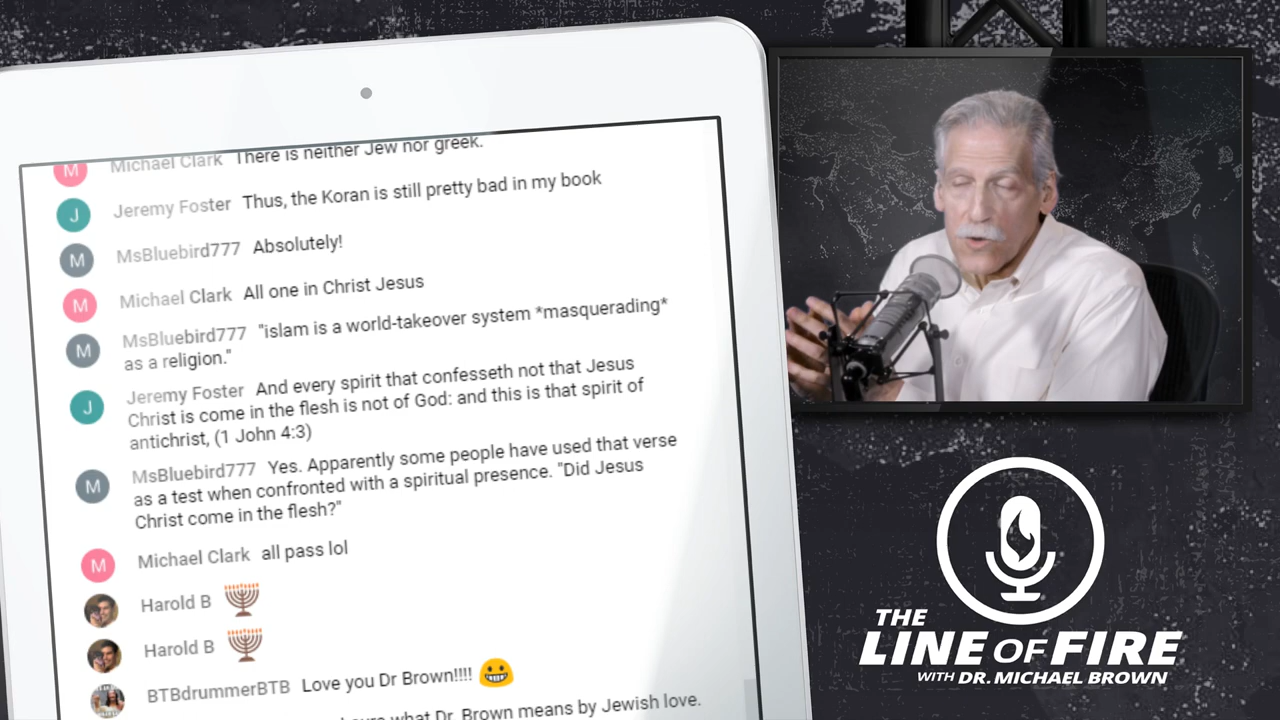 M
Michael Clark There is neither Jew nor greek.
J
Jeremy Foster Thus, the Koran is still pretty bad in my book
M
MsBluebird777 Absolutely!
M
Michael Clark All one in Christ Jesus
M
MsBluebird777 "islam is a world-takeover system *masquerading*
as a religion."
J
Jeremy Foster And every spirit that confesseth not that Jesus
Christ is come in the flesh is not of God: and this is that spirit of
antichrist, (1 John 4:3)
M
MsBluebird777 Yes. Apparently some people have used that verse
as a test when confronted with a spiritual presence. "Did Jesus
Christ come in the flesh?"
M
Michael Clark all pass lol
Harold B
Harold B
BTBdrummerBTB Love you Dr Brown!!!!
what Dr. Brown means by Jewish love.
THE
LINE OF FIRE
WITH DR. MICHAEL BROWN